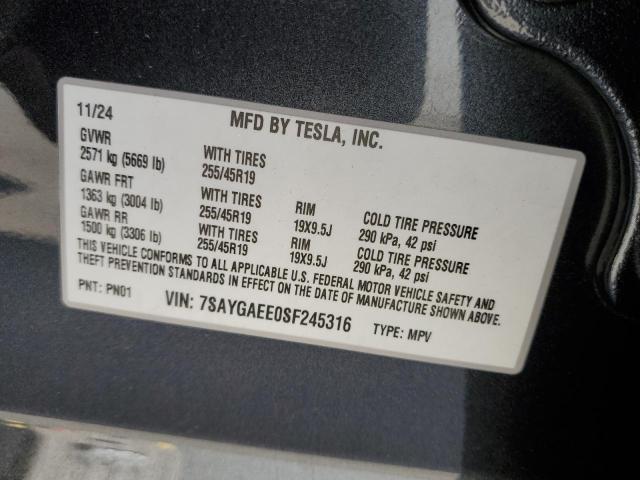 11/24 MFD BY TESLA, INC.
GVWR
2571 kg (5669 lb) WITH TIRES
255/45R19
GAWR FRT
1363 kg (3004 lb) WITH TIRES RIM COLD TIRE PRESSURE
255/45R19 19X9.5J 290 kPa, 42 psi
GAWR RR
1500 kg (3306 lb) WITH TIRES RIM COLD TIRE PRESSURE
255/45R19 19X9.5J 290 kPa, 42 psi
THIS VEHICLE CONFORMS TO ALL APPLICABLE U.S. FEDERAL MOTOR VEHICLE SAFETY AND
THEFT PREVENTION STANDARDS IN EFFECT ON THE DATE OF MANUFACTURE SHOWN ABOVE.
PNT: PN01 VIN: 7SAYGAEE0SF245316 TYPE: MPV